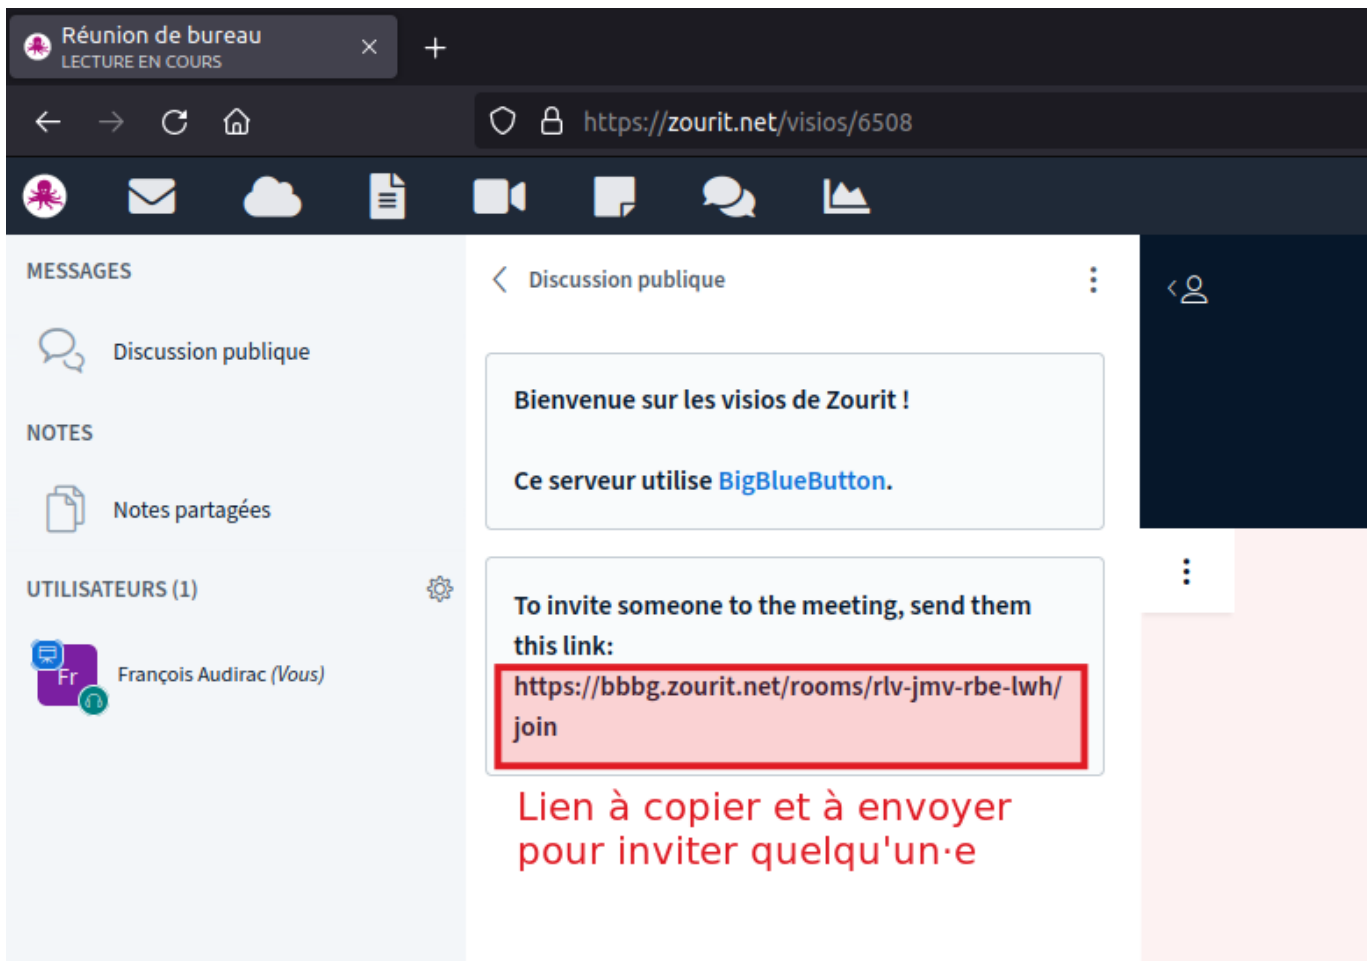 Réunion de bureau
LECTURE EN COURS
https://zourit.net/visios/6508
MESSAGES
Discussion publique
NOTES
Notes partagées
UTILISATEURS (1)
Fr
François Audirac (Vous)
Discussion publique
Bienvenue sur les visios de Zourit !
Ce serveur utilise BigBlueButton.
To invite someone to the meeting, send them
this link:
https://bbbg.zourit.net/rooms/rlv-jmv-rbe-lwh/
join
Lien à copier et à envoyer
pour inviter quelqu'un·e